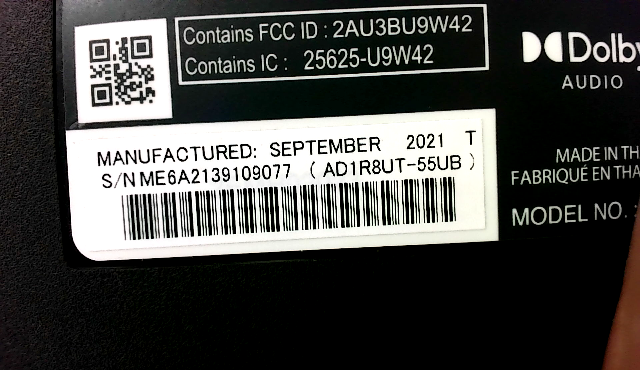 Contains FCC ID : 2AU3BU9W42
Contains IC : 25625-U9W42
Dolby
AUDIO
MANUFACTURED: SEPTEMBER 2021 T
S/N ME6A2139109077 ( AD1R8UT-55UB )
MADE IN TH
FABRIQUÉ EN THA
MODEL NO. :